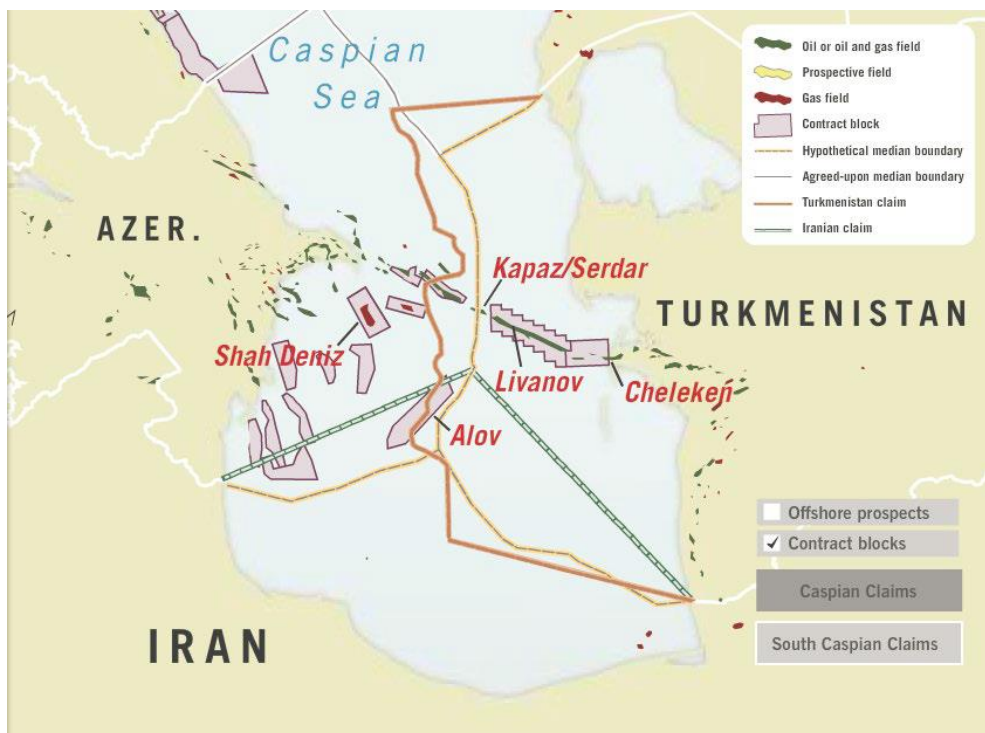 Caspian
Sea
Oil or oil and gas field
Prospective field
Gas field
Contract block
Hypothetical median boundary
Agreed-upon median boundary
Turkmenistan claim
Iranian claim
AZER.
Kapaz/Serdar
TURKMENISTAN
Shah Deniz
Livanov
Cheleken
Alov
Offshore prospects
Contract blocks
Caspian Claims
IRAN
South Caspian Claims